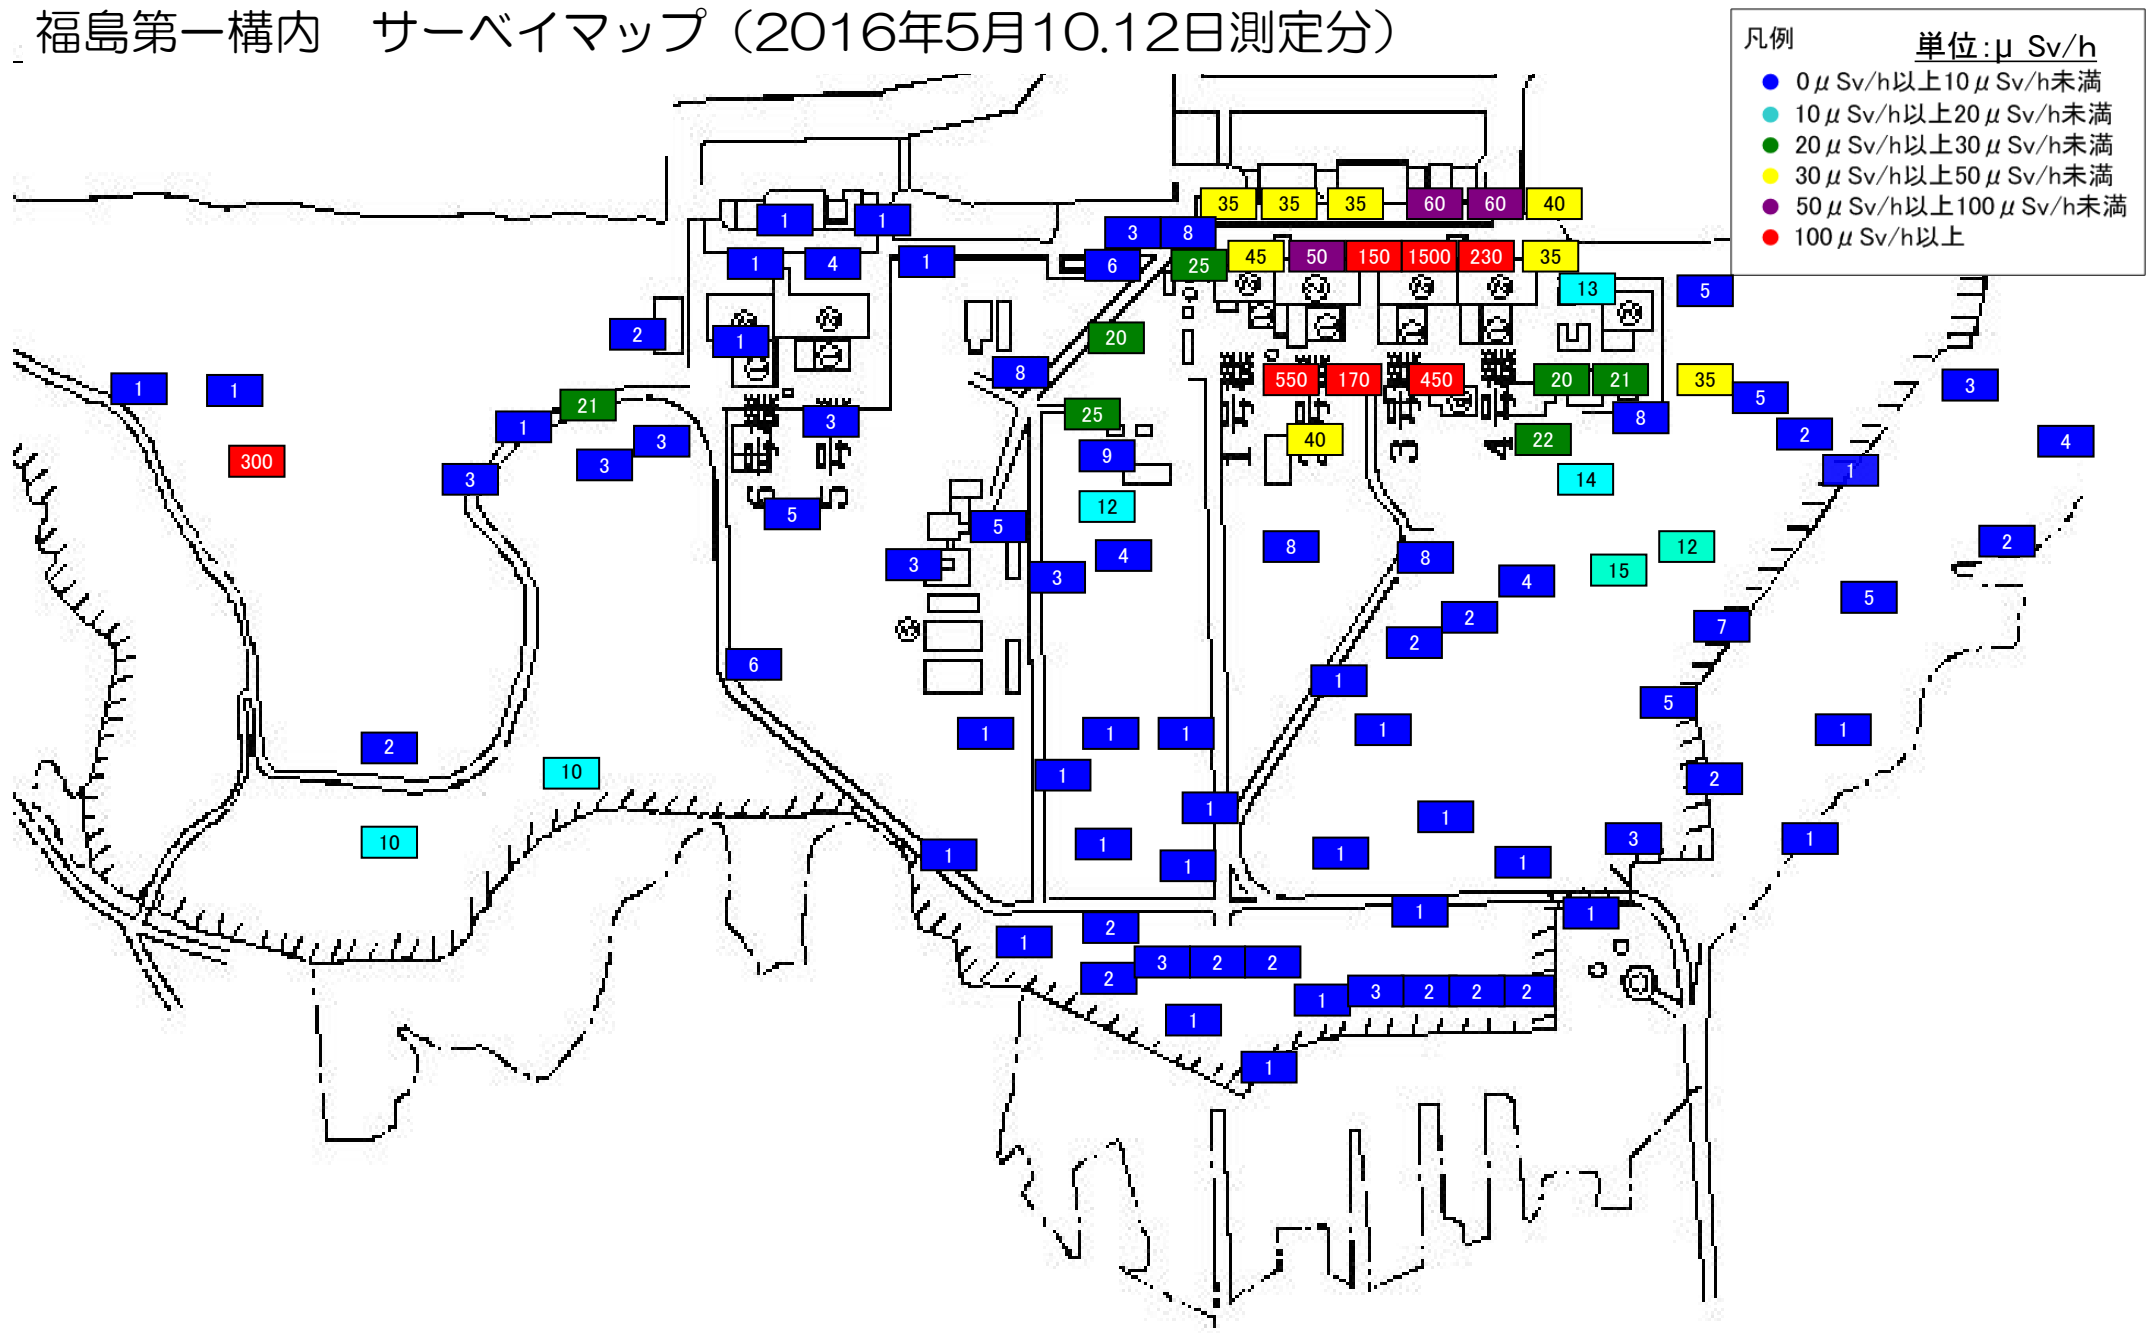 福島第一構内　サーベイマップ（2016年5月10.12日測定分）
凡例　単位:μ Sv/h
0μSv/h以上10μSv/h未満
10μSv/h以上20μSv/h未満
20μSv/h以上30μSv/h未満
30μSv/h以上50μSv/h未満
50μSv/h以上100μSv/h未満
100μSv/h以上
35 35 35 60 60 40
1 1 3 8
1 4 1 6 25 45 50 150 1500 230 35
13 5
2 1 20
1 1 8 550 170 450 20 21 35 5 3
21 25
1 3 3 9 40 22 8 2 4
300 3 3 14 1
5 12
5 3 4 8 8 12 2
3 4 15 5
2 2 7
6 1 5
2 1 1 1 1 1
10 1 2
1 1
10 1 1 1 1 1 3 1
2 1 1
1 3 2 2
2 1 3 2 2 2
1
1
6 5
1 2 3 4